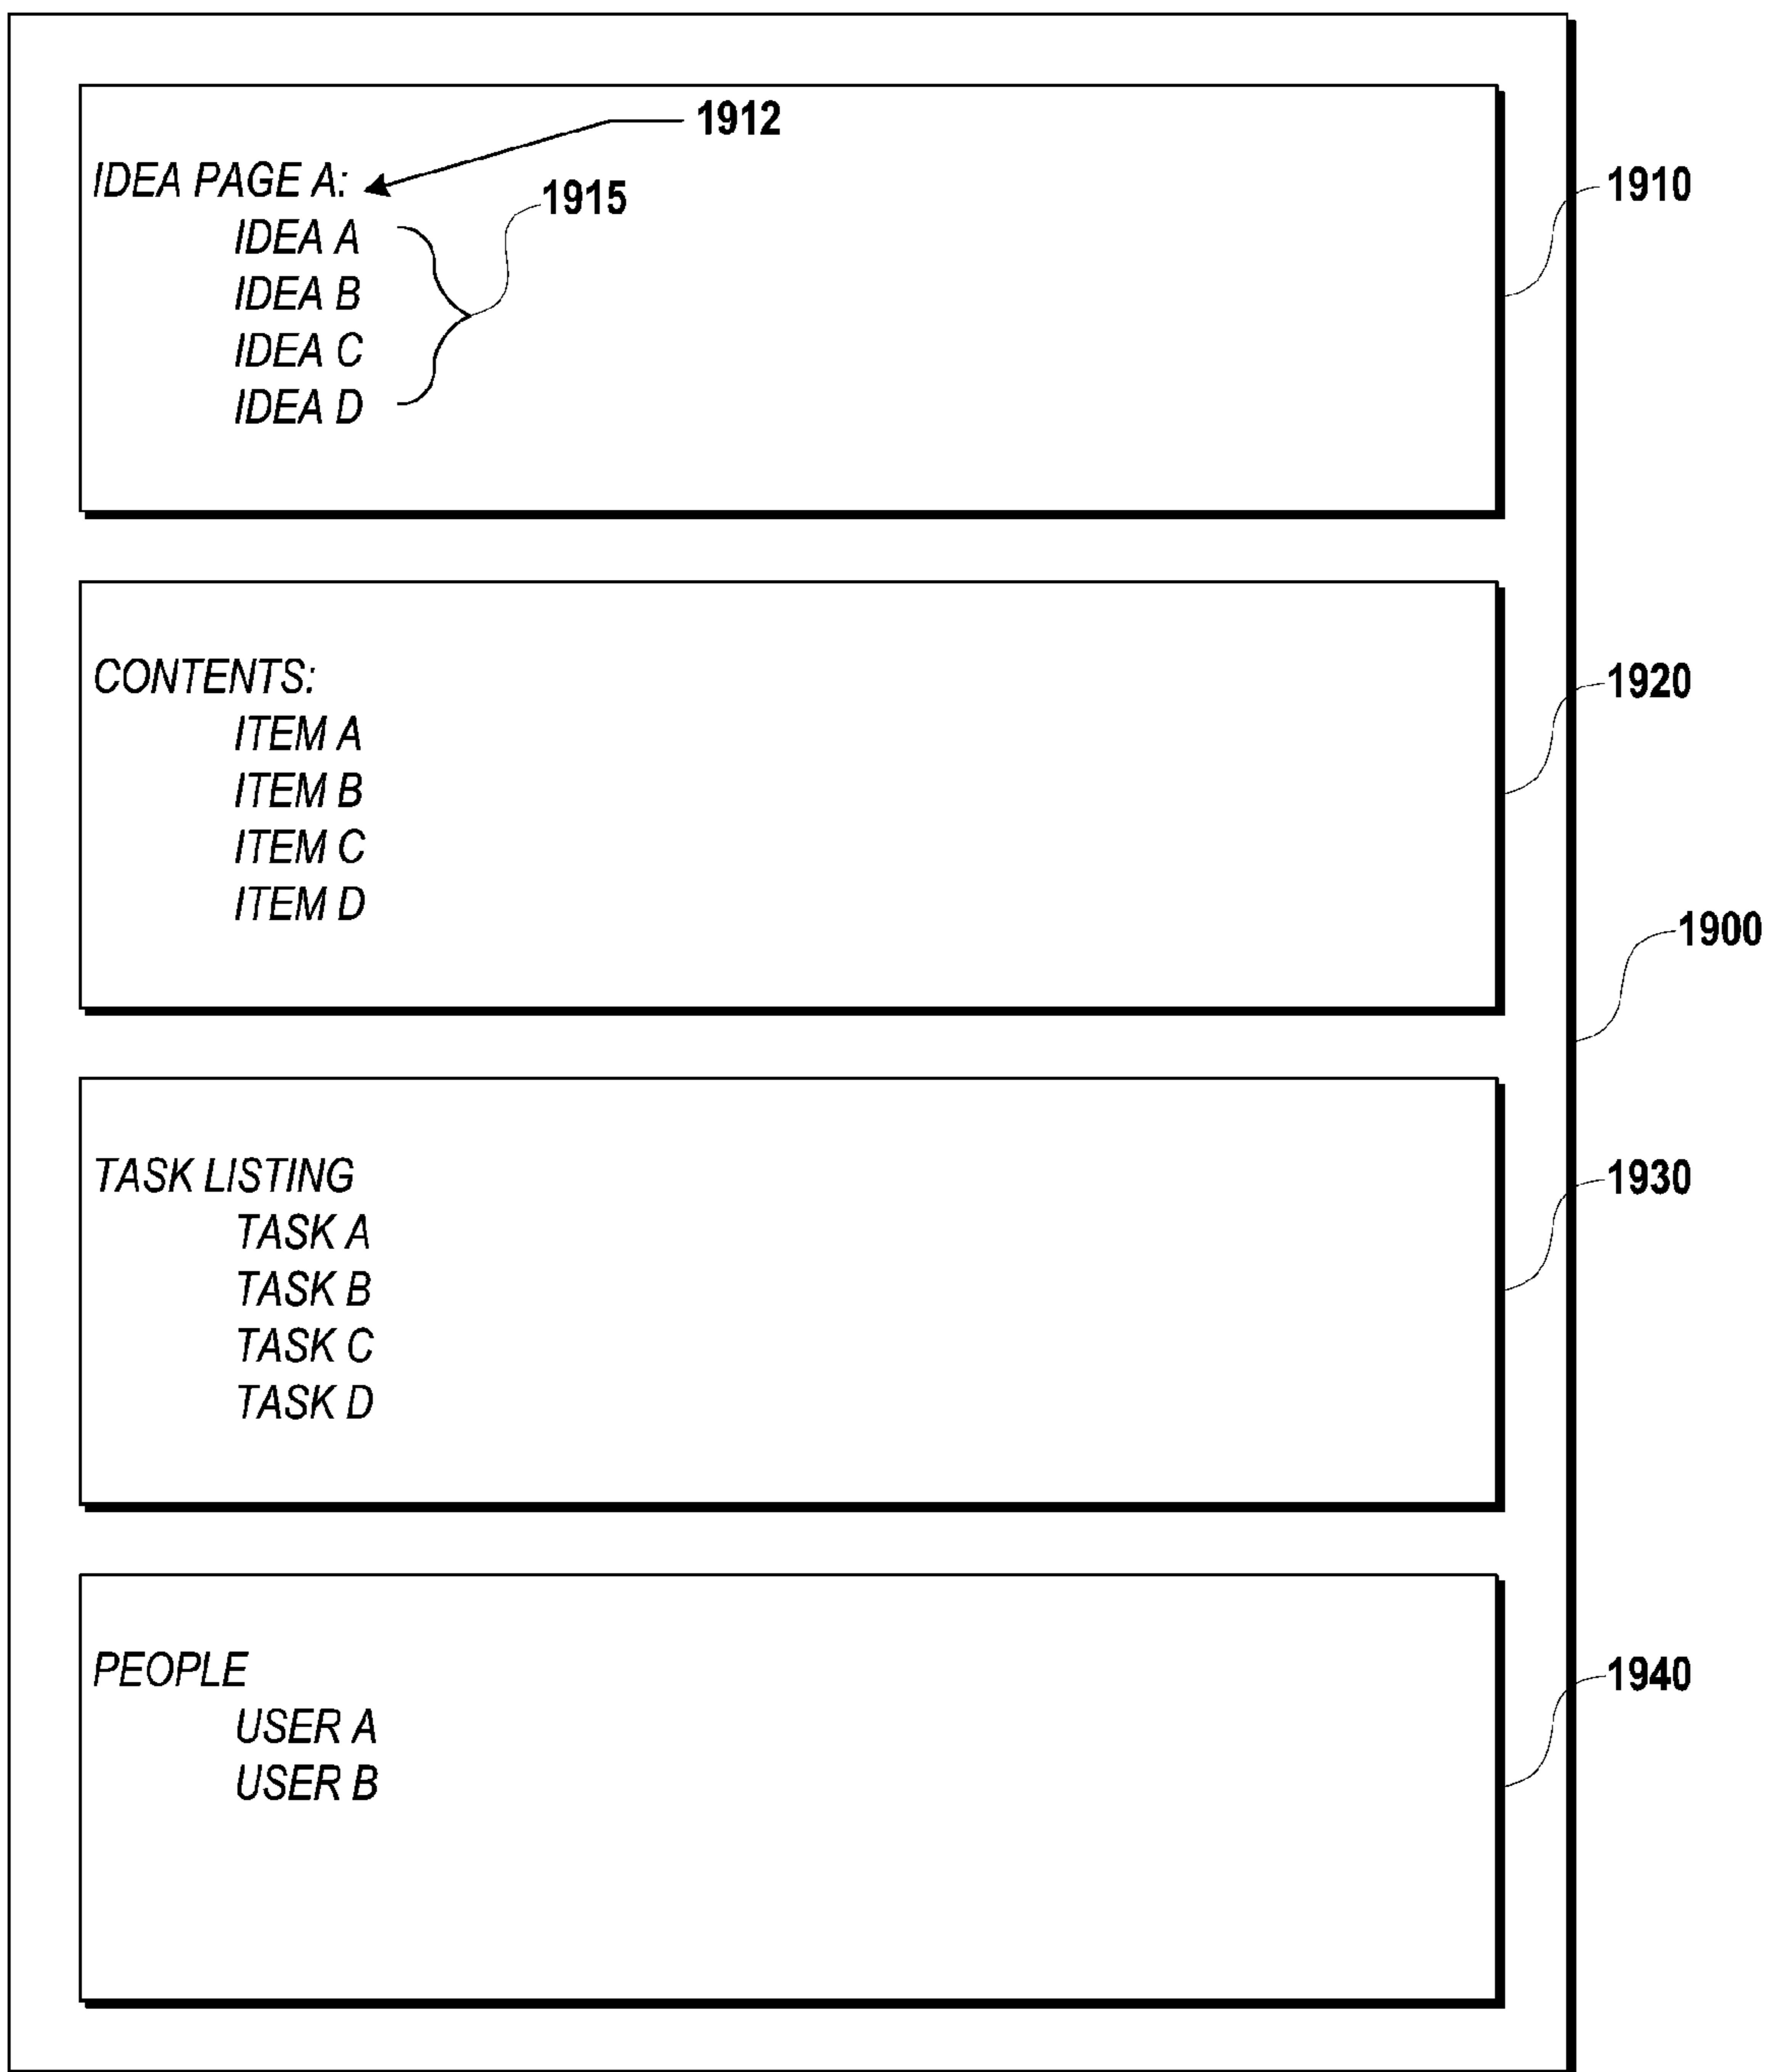 1912
IDEA PAGE A:
1915
1910
IDEA A
IDEA B
IDEA C
IDEA D
CONTENTS:
1920
ITEM A
ITEM B
ITEM C
ITEM D
1900
TASK LISTING
1930
TASK A
TASK B
TASK C
TASK D
PEOPLE
1940
USER A
USER B